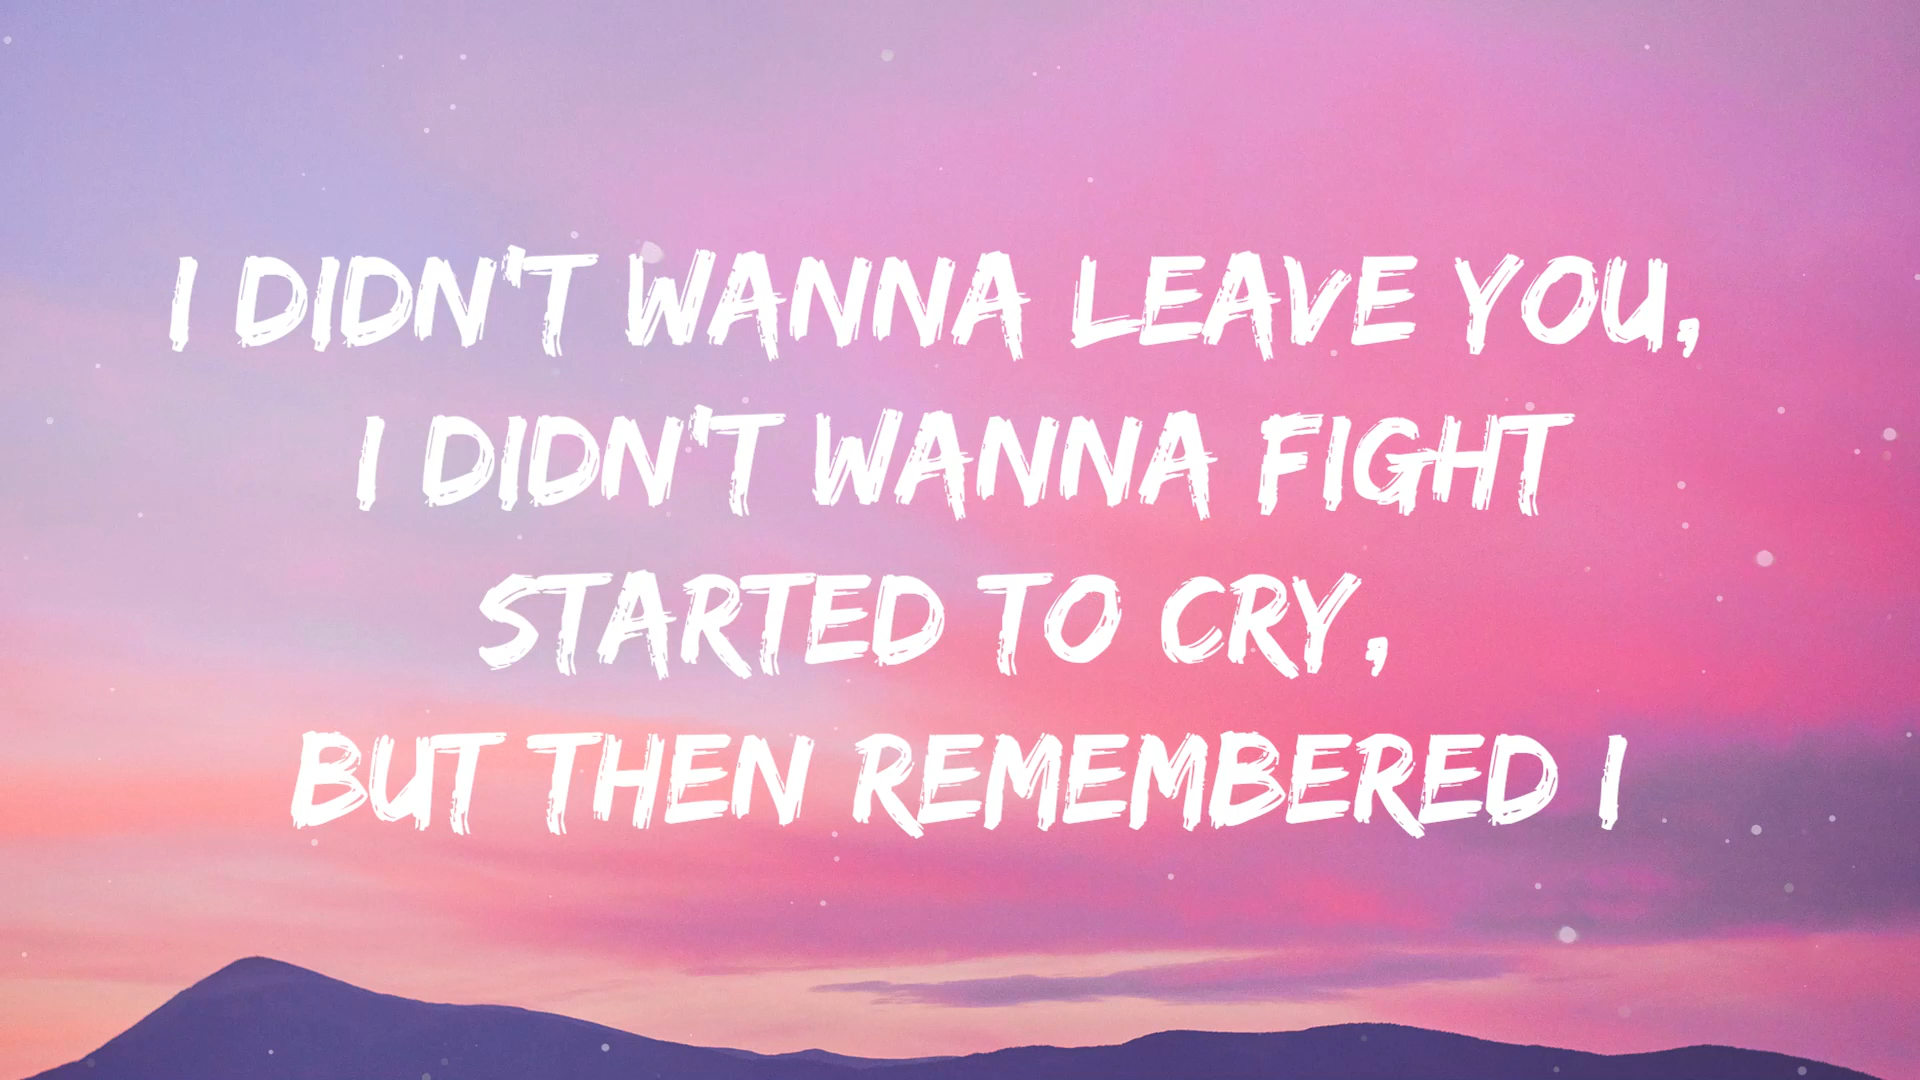 I DIDN'T WANNA LEAVE YOU,
I DIDN'T WANNA FIGHT
STARTED TO CRY,
BUT THEN REMEMBERED I